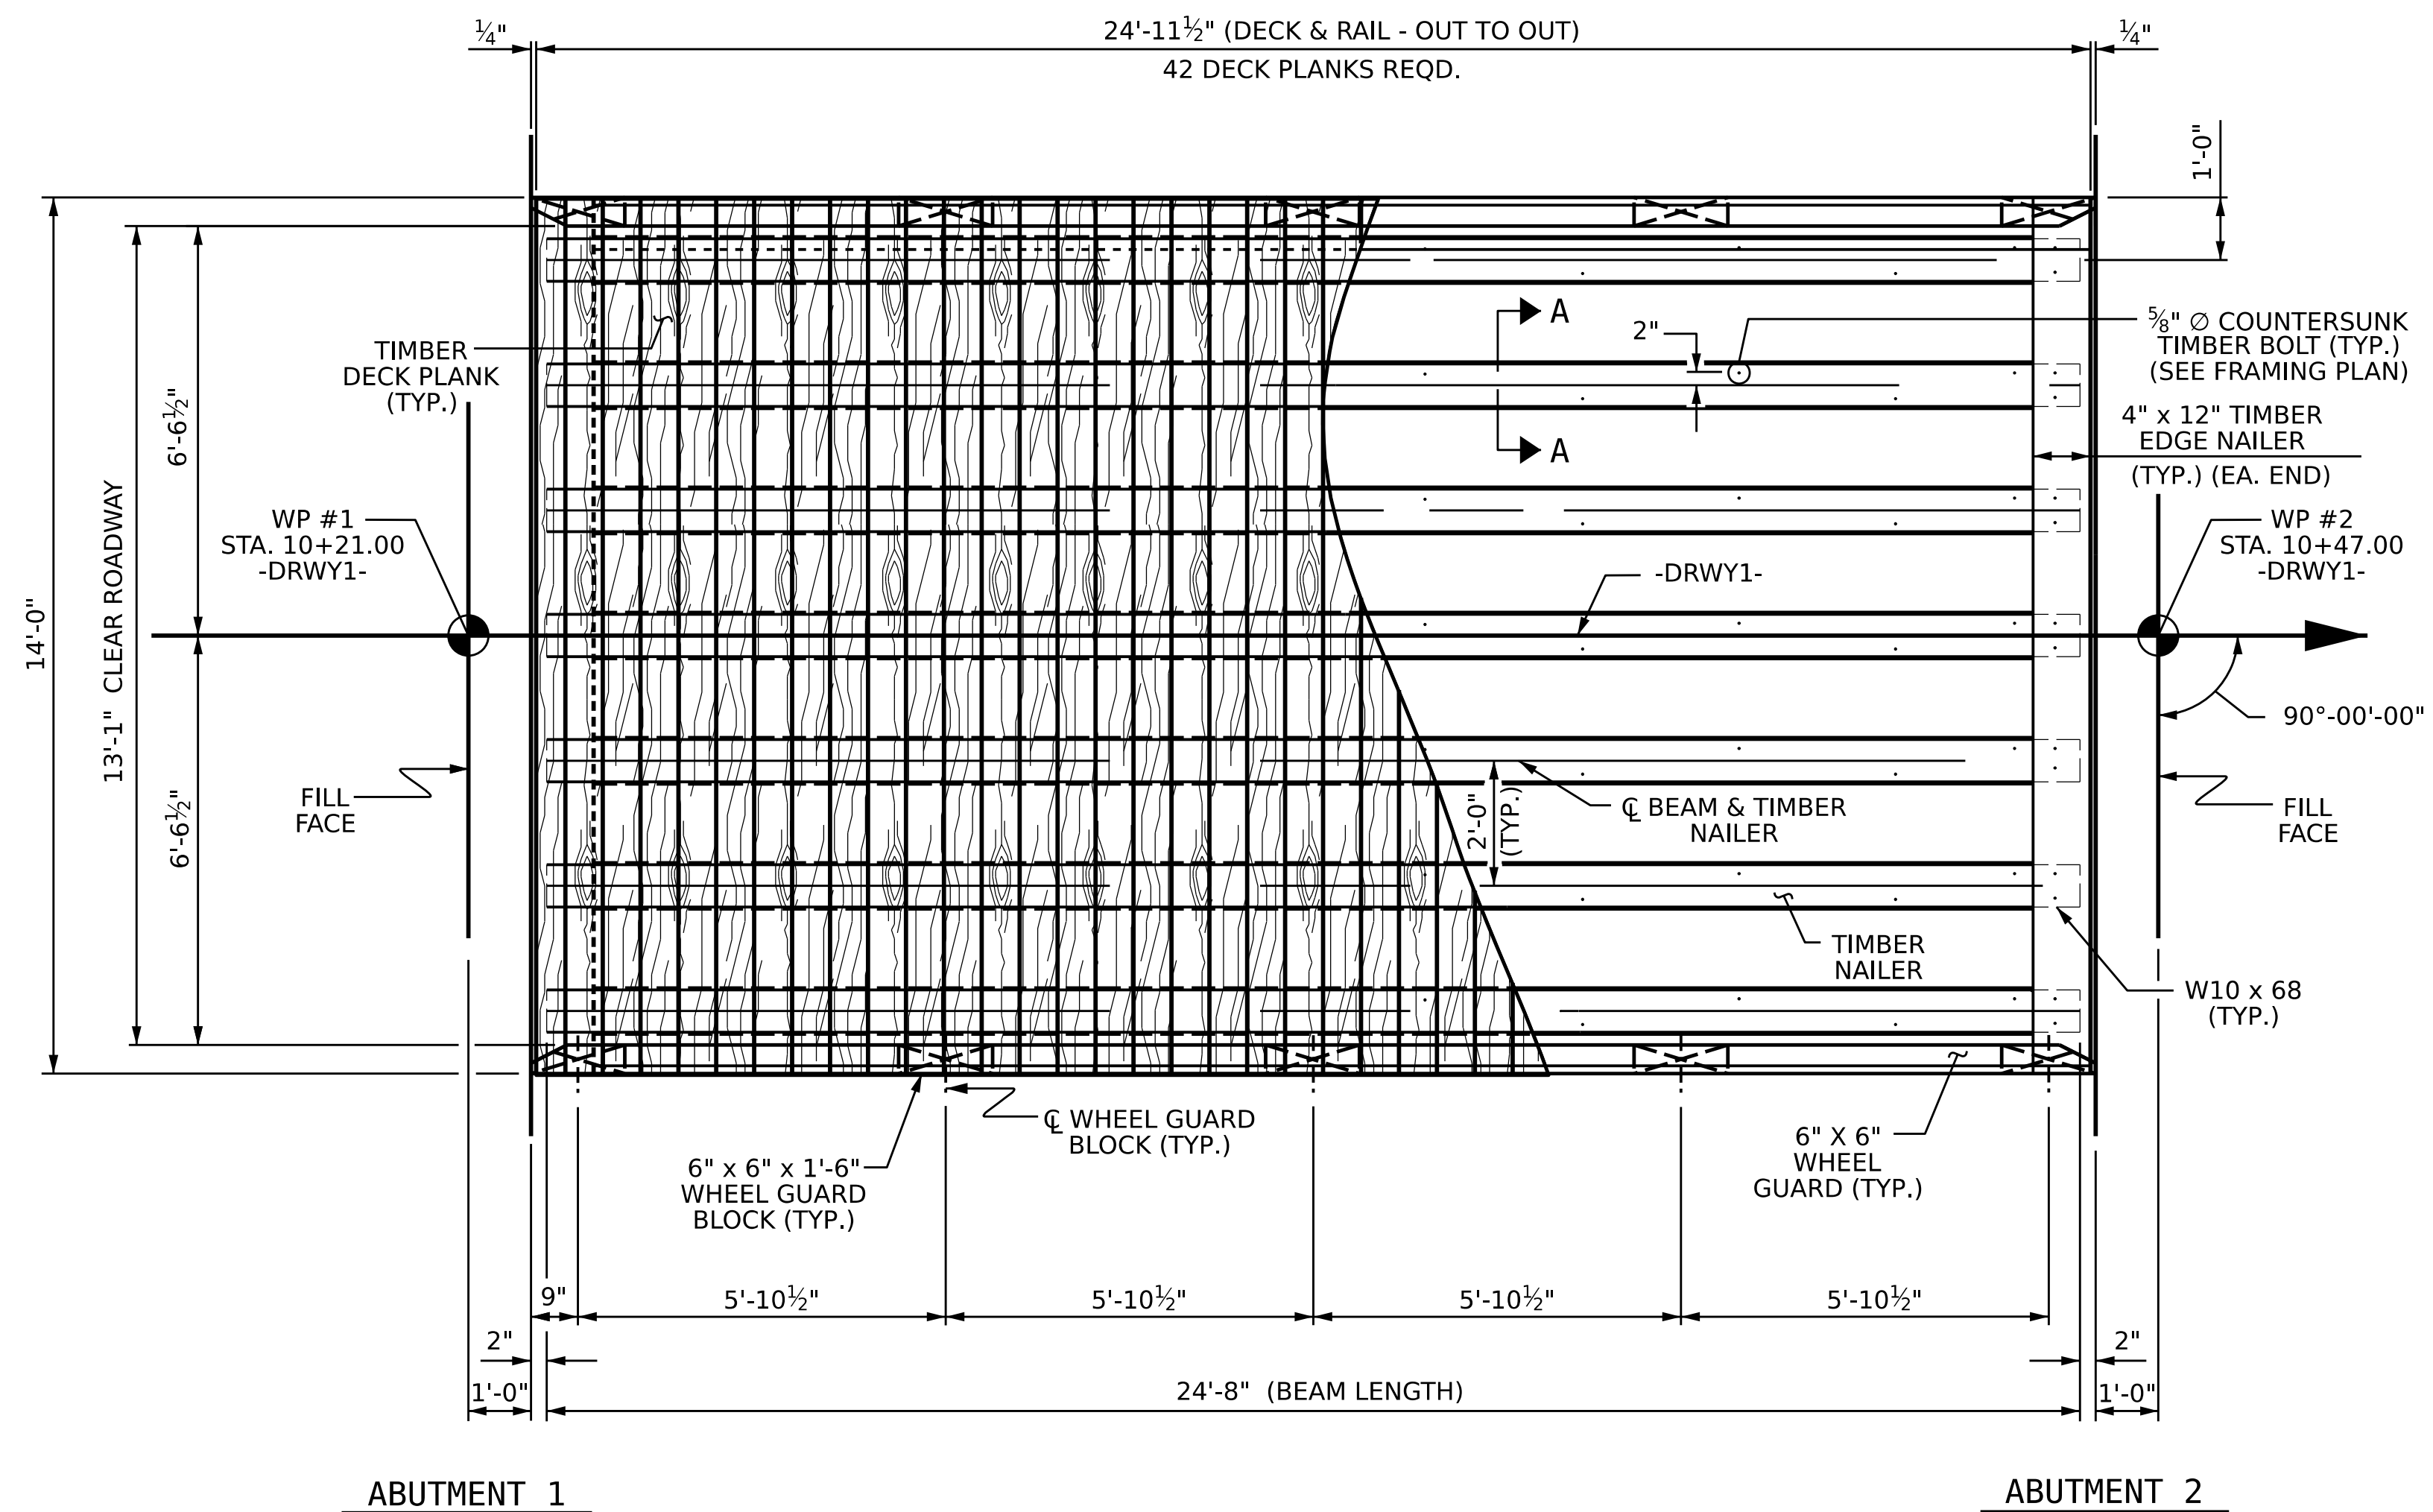 ¼"
24'-11½" (DECK & RAIL - OUT TO OUT)
¼"
42 DECK PLANKS REQD.
1'-0"
A
2"
⅝" ∅ COUNTERSUNK
TIMBER BOLT (TYP.)
(SEE FRAMING PLAN)
TIMBER
DECK PLANK
(TYP.)
6'-6½"
A
4" x 12" TIMBER
EDGE NAILER
(TYP.) (EA. END)
WP #1
STA. 10+21.00
-DRWY1-
WP #2
STA. 10+47.00
-DRWY1-
-DRWY1-
14'-0"
13'-1" CLEAR ROADWAY
90°-00'-00"
6'-6½"
FILL
FACE
2'-0"
(TYP.)
℄ BEAM & TIMBER
NAILER
FILL
FACE
TIMBER
NAILER
W10 x 68
(TYP.)
℄ WHEEL GUARD
BLOCK (TYP.)
6" x 6" x 1'-6"
WHEEL GUARD
BLOCK (TYP.)
6" X 6"
WHEEL
GUARD (TYP.)
9"
5'-10½"
5'-10½"
5'-10½"
5'-10½"
2"
2"
1'-0"
24'-8" (BEAM LENGTH)
1'-0"
ABUTMENT 1
ABUTMENT 2